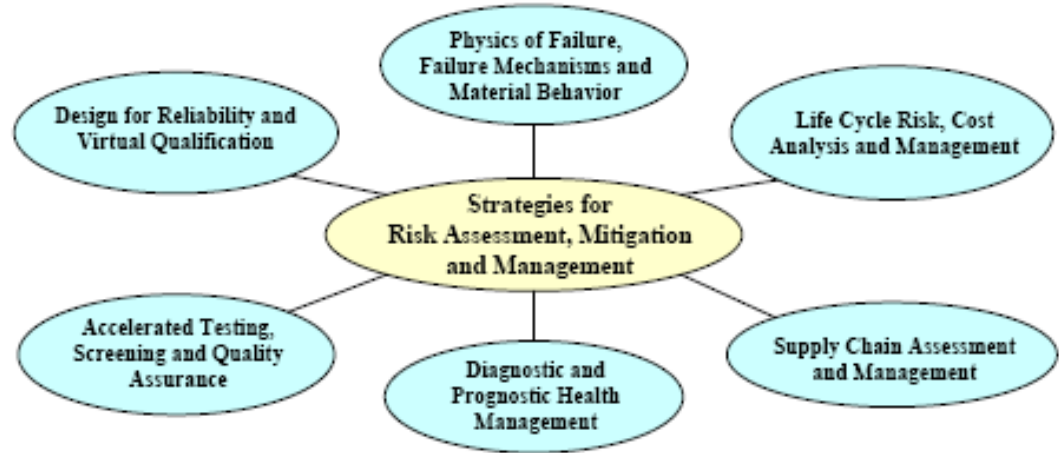 Physics of Failure,
Failure Mechanisms and
Material Behavior
Design for Reliability and
Virtual Qualification
Life Cycle Risk, Cost
Analysis and Management
Strategies for
Risk Assessment, Mitigation
and Management
Accelerated Testing,
Screening and Quality
Assurance
Diagnostic and
Prognostic Health
Management
Supply Chain Assessment
and Management